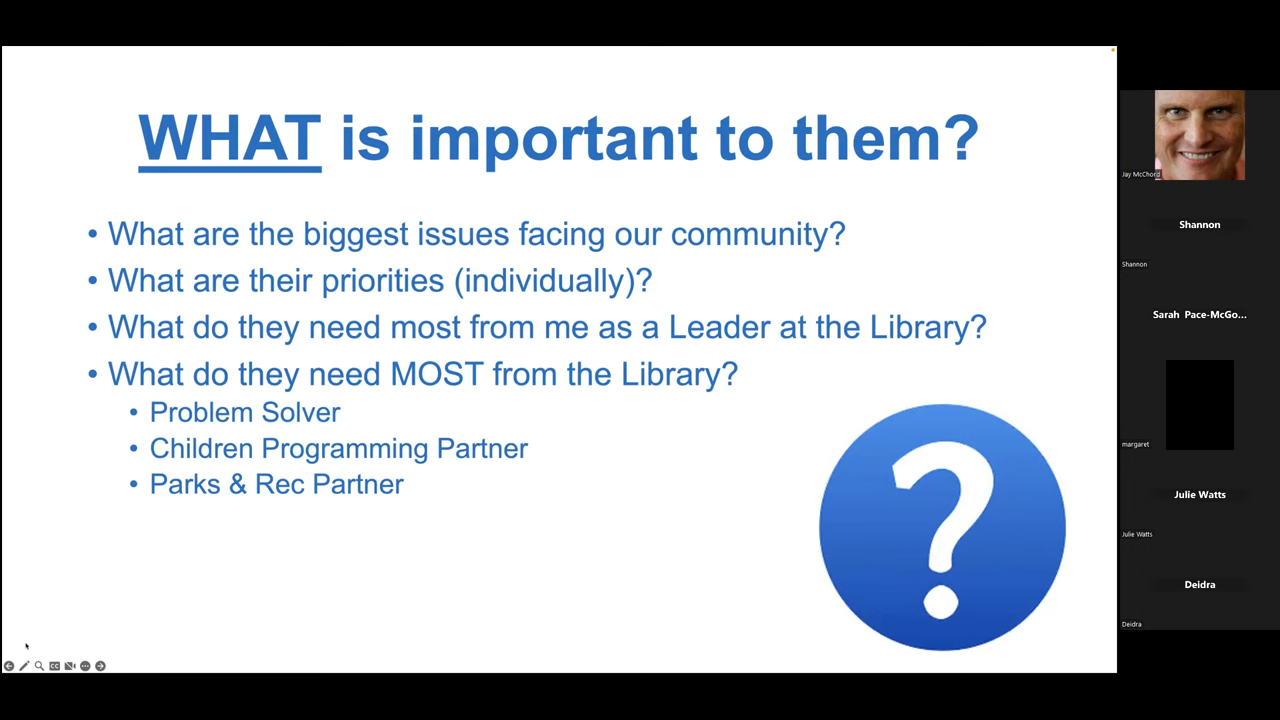 WHAT is important to them?
• What are the biggest issues facing our community?
• What are their priorities (individually)?
• What do they need most from me as a Leader at the Library?
• What do they need MOST from the Library?
• Problem Solver
• Children Programming Partner
• Parks & Rec Partner
?
CC
Jay McChord
Shannon
Shannon
Sarah Pace-McGo...
margaret
Julie Watts
Julie Watts
Deidra
Deidra